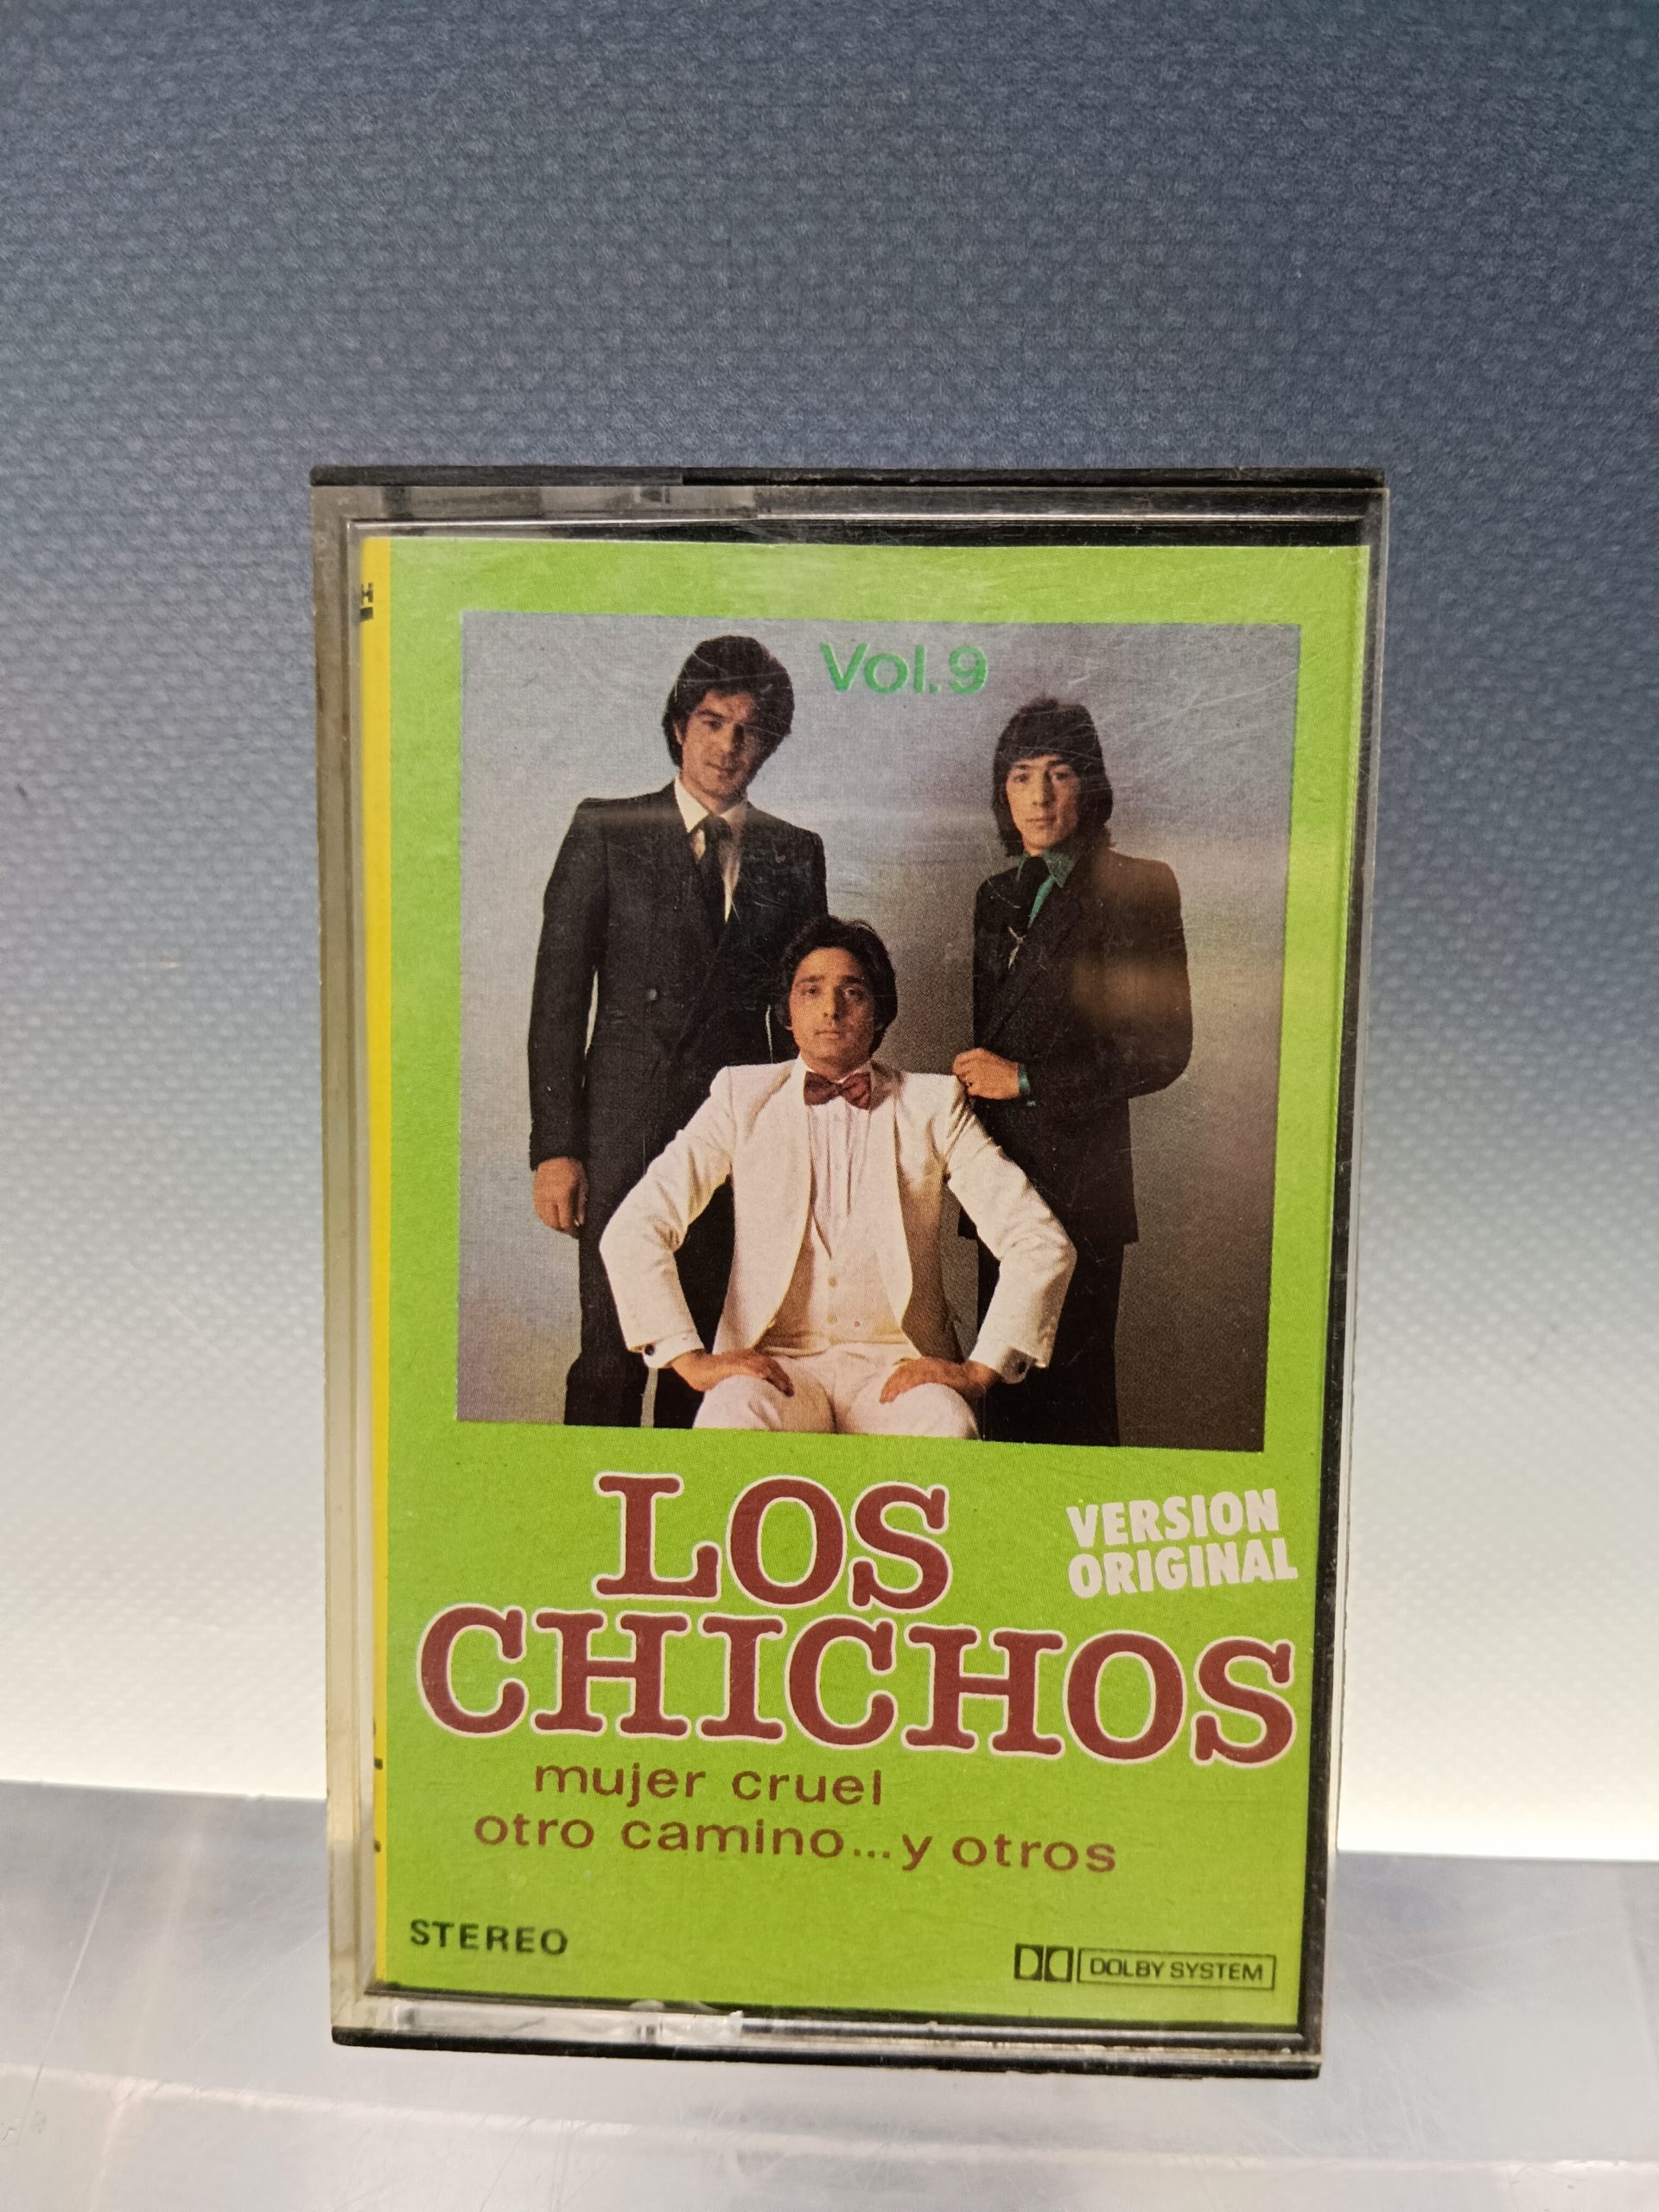 Vol.9
LOS
CHICHOS
VERSION
ORIGINAL
mujer cruel
otro camino...y otros
STEREO
DOLBY SYSTEM